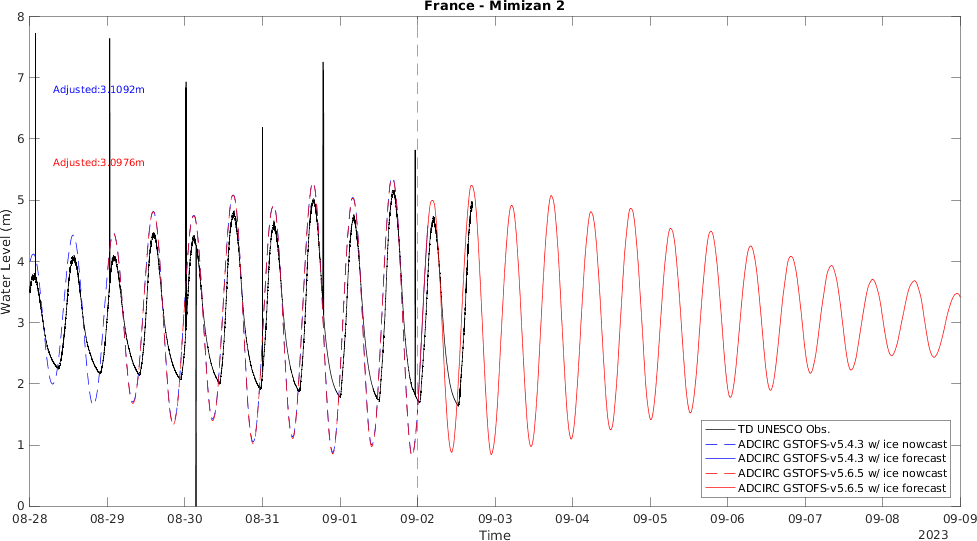 France - Mimizan 2
8
7
6
5
4
3
2
1
0
Water Level (m)
Adjusted:3.1092m
Adjusted:3.0976m
TD UNESCO Obs.
ADCIRC GSTOFS-v5.4.3 w/ ice nowcast
ADCIRC GSTOFS-v5.4.3 w/ ice forecast
ADCIRC GSTOFS-v5.6.5 w/ ice nowcast
ADCIRC GSTOFS-v5.6.5 w/ ice forecast
08-28 08-29 08-30 08-31 09-01 09-02 09-03 09-04 09-05 09-06 09-07 09-08 09-09
Time
2023